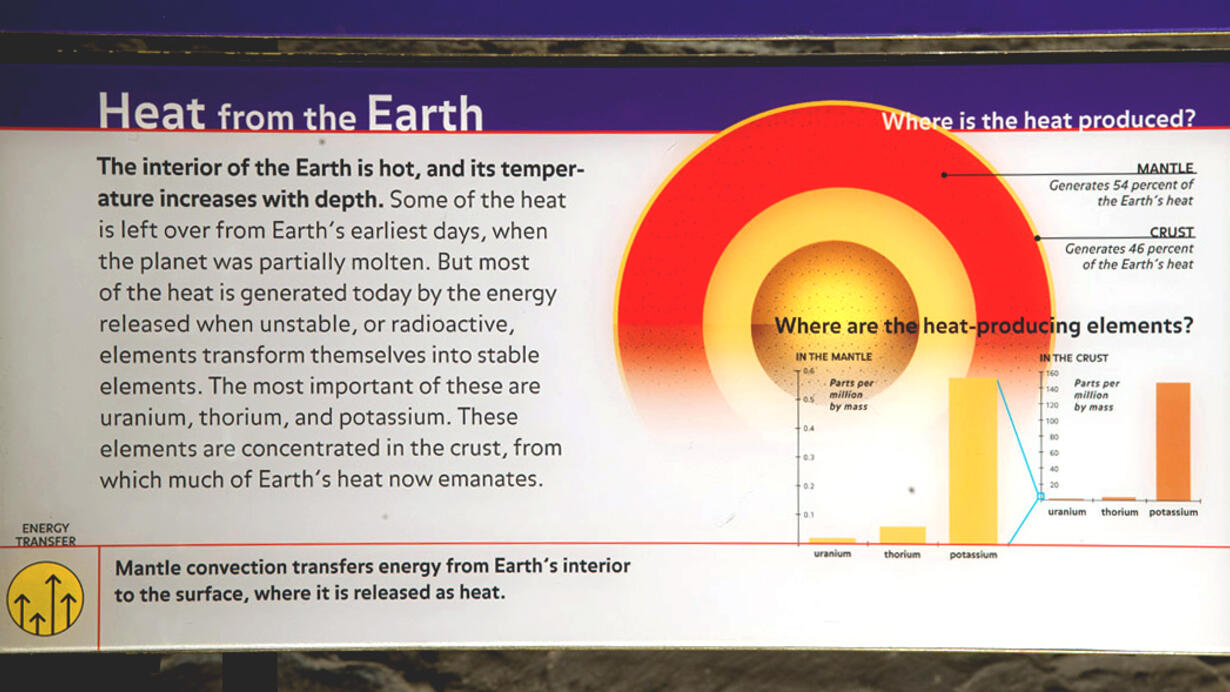 Heat from the Earth
The interior of the Earth is hot, and its temper-
ature increases with depth. Some of the heat
is left over from Earth's earliest days, when
the planet was partially molten. But most
of the heat is generated today by the energy
released when unstable, or radioactive,
elements transform themselves into stable
elements. The most important of these are
uranium, thorium, and potassium. These
elements are concentrated in the crust, from
which much of Earth's heat now emanates.
Where is the heat produced?
MANTLE
Generates 54 percent of
the Earth's heat
CRUST
Generates 46 percent
of the Earth's heat
Where are the heat-producing elements?
IN THE MANTLE
Parts per
million
by mass
0.6
0.5
0.4
0.3
0.2
0.1
uranium thorium potassium
IN THE CRUST
Parts per
million
by mass
160
140
120
100
80
60
40
20
uranium thorium potassium
ENERGY
TRANSFER
Mantle convection transfers energy from Earth's interior
to the surface, where it is released as heat.